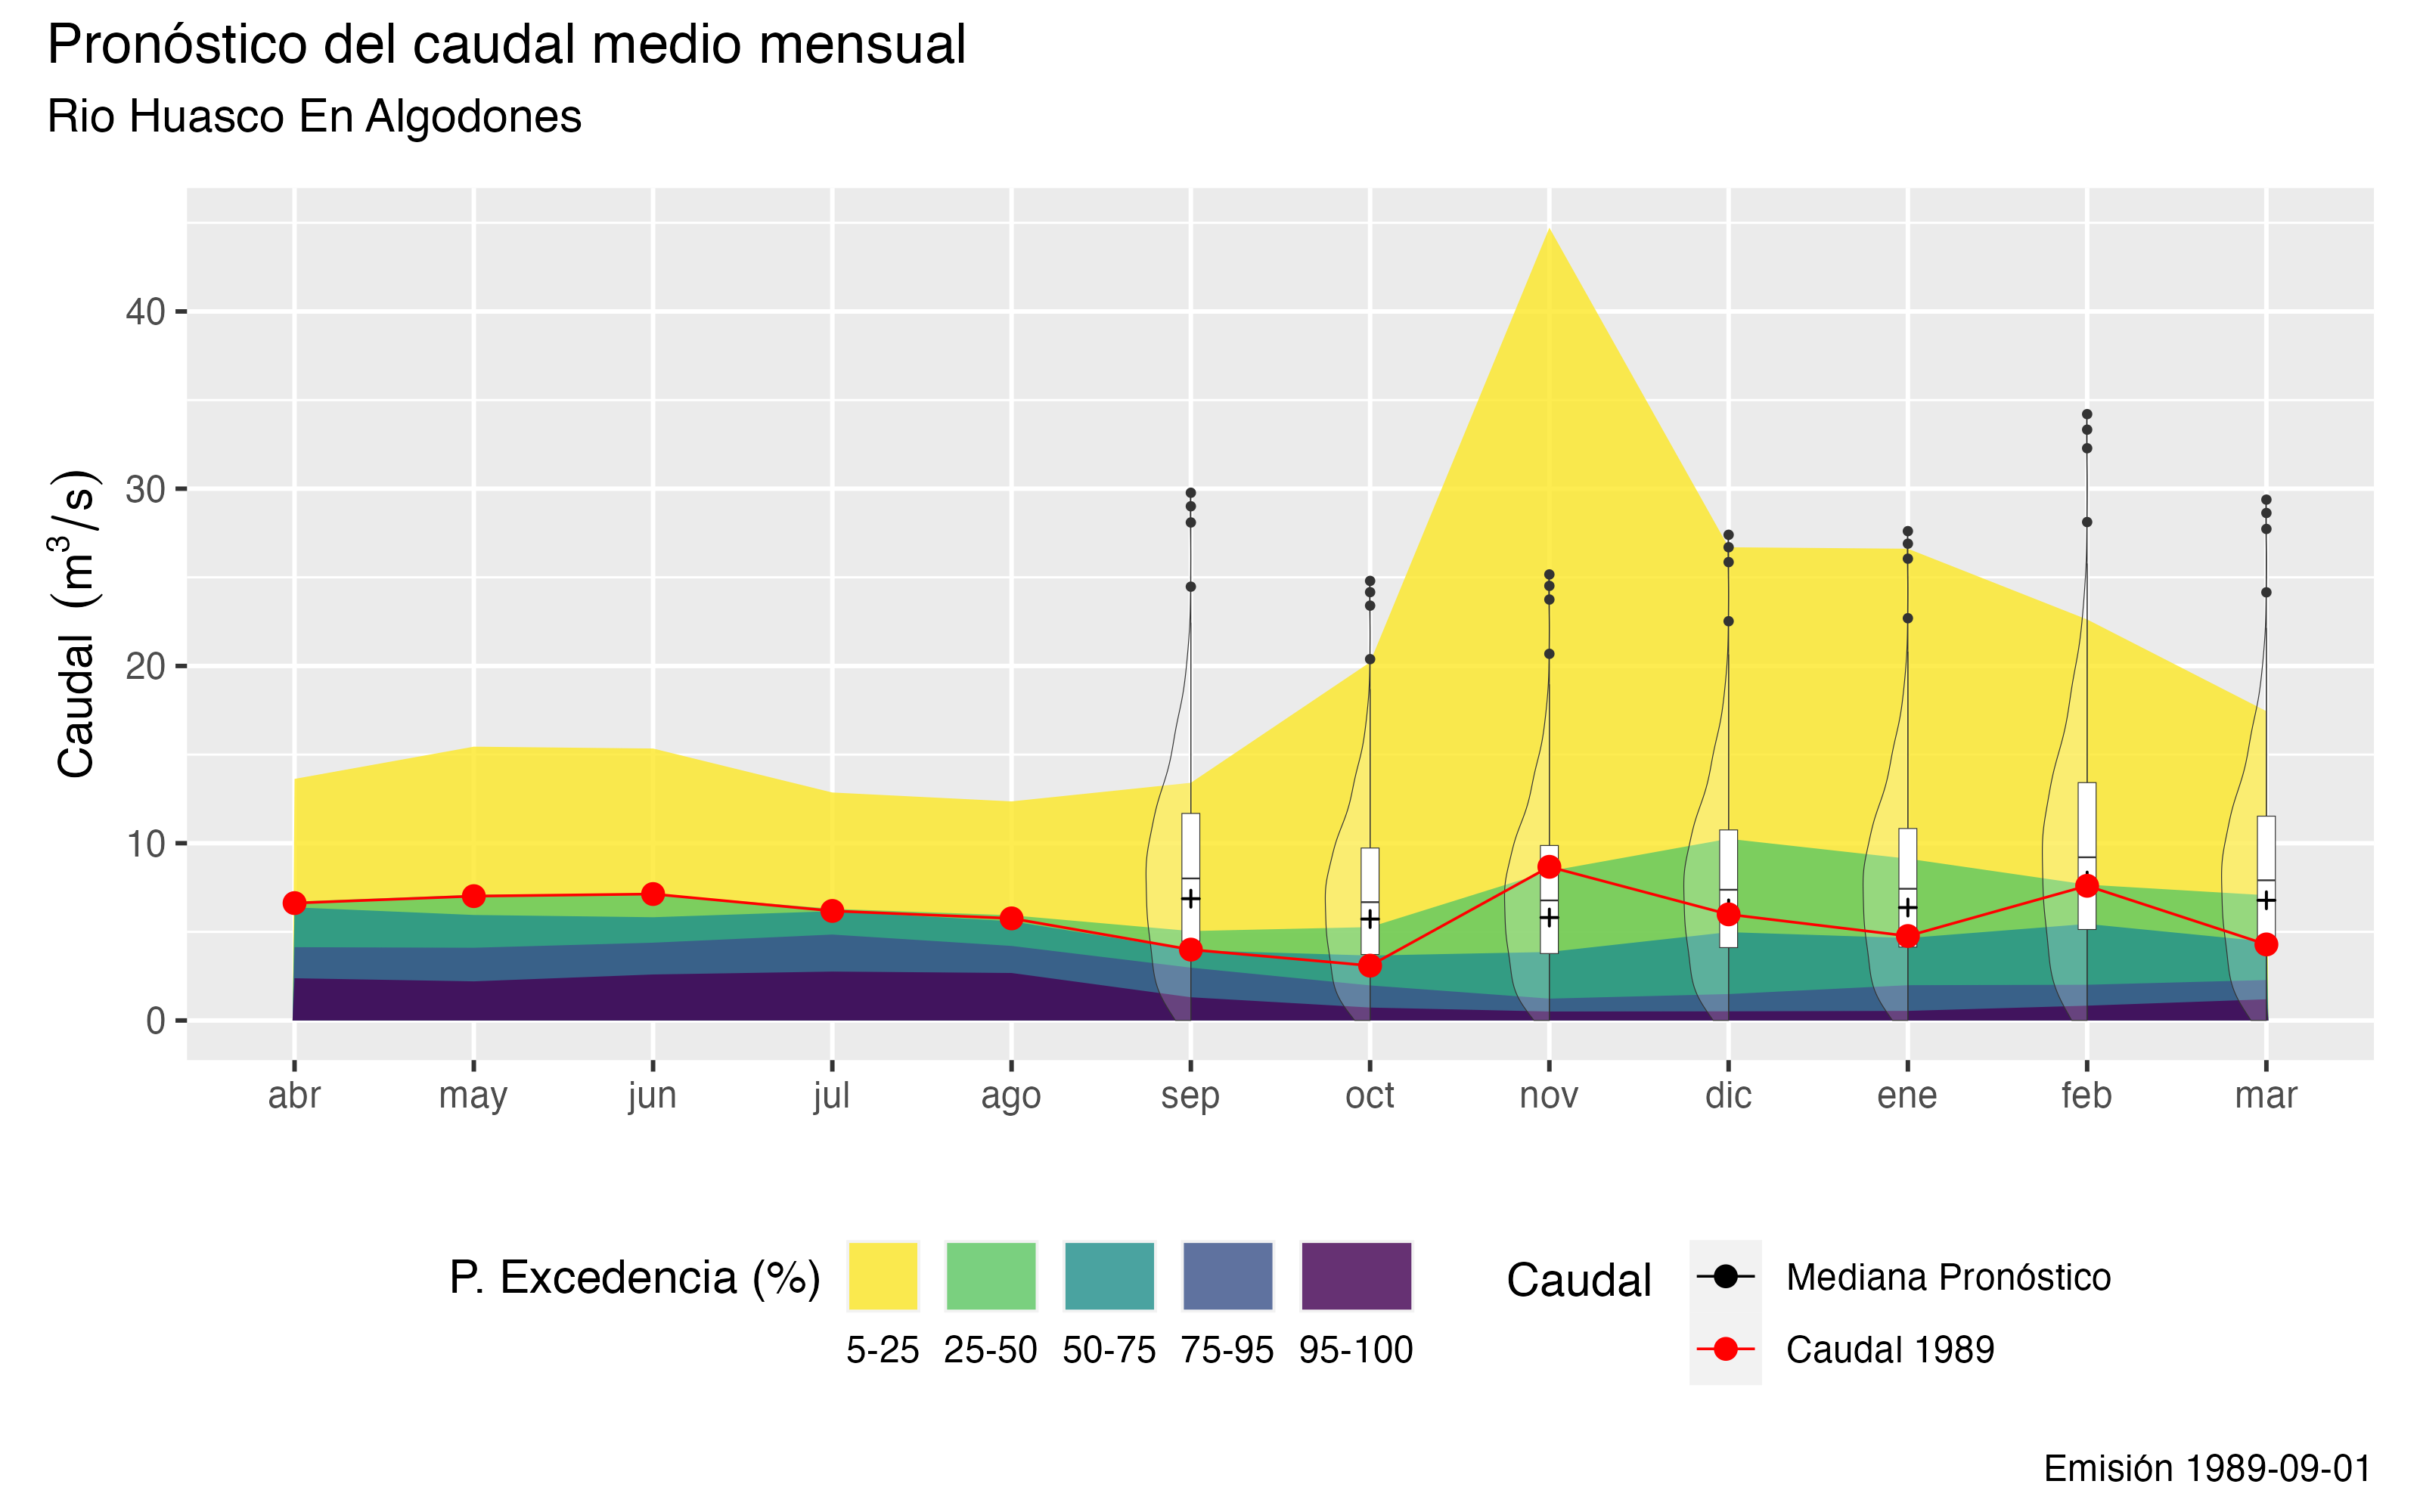 Pronóstico del caudal medio mensual
Rio Huasco En Algodones
Caudal (m³/s)
40
30
20
10
0
abr may jun jul ago sep oct nov dic ene feb mar
P. Excedencia (%)
5-25 25-50 50-75 75-95 95-100
Caudal
Mediana Pronóstico
Caudal 1989
Emisión 1989-09-01